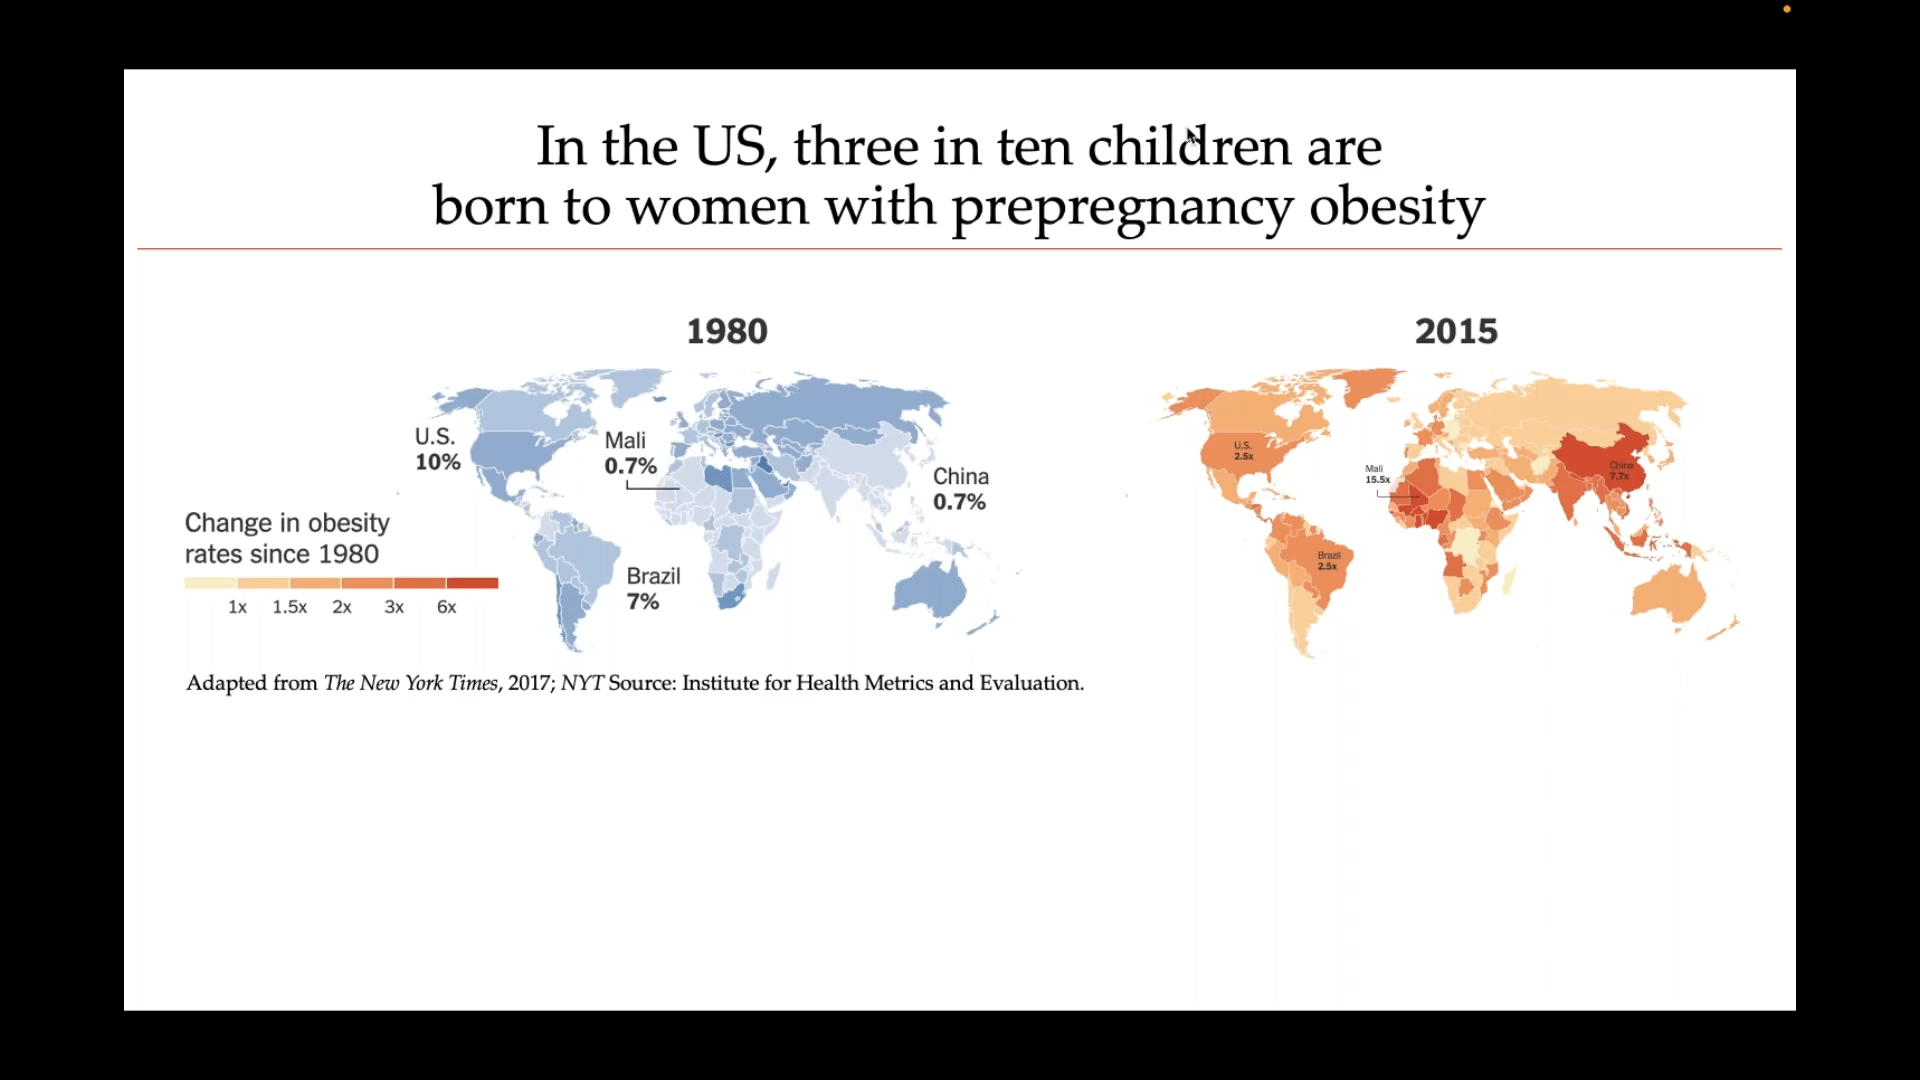 In the US, three in ten children are
born to women with prepregnancy obesity
1980
2015
U.S.
10%
Mali
0.7%
China
0.7%
Brazil
7%
Change in obesity
rates since 1980
1x 1.5x 2x 3x 6x
U.S.
2.5x
Mali
15.5x
China
7.7x
Brazil
2.5x
Adapted from The New York Times, 2017; NYT Source: Institute for Health Metrics and Evaluation.